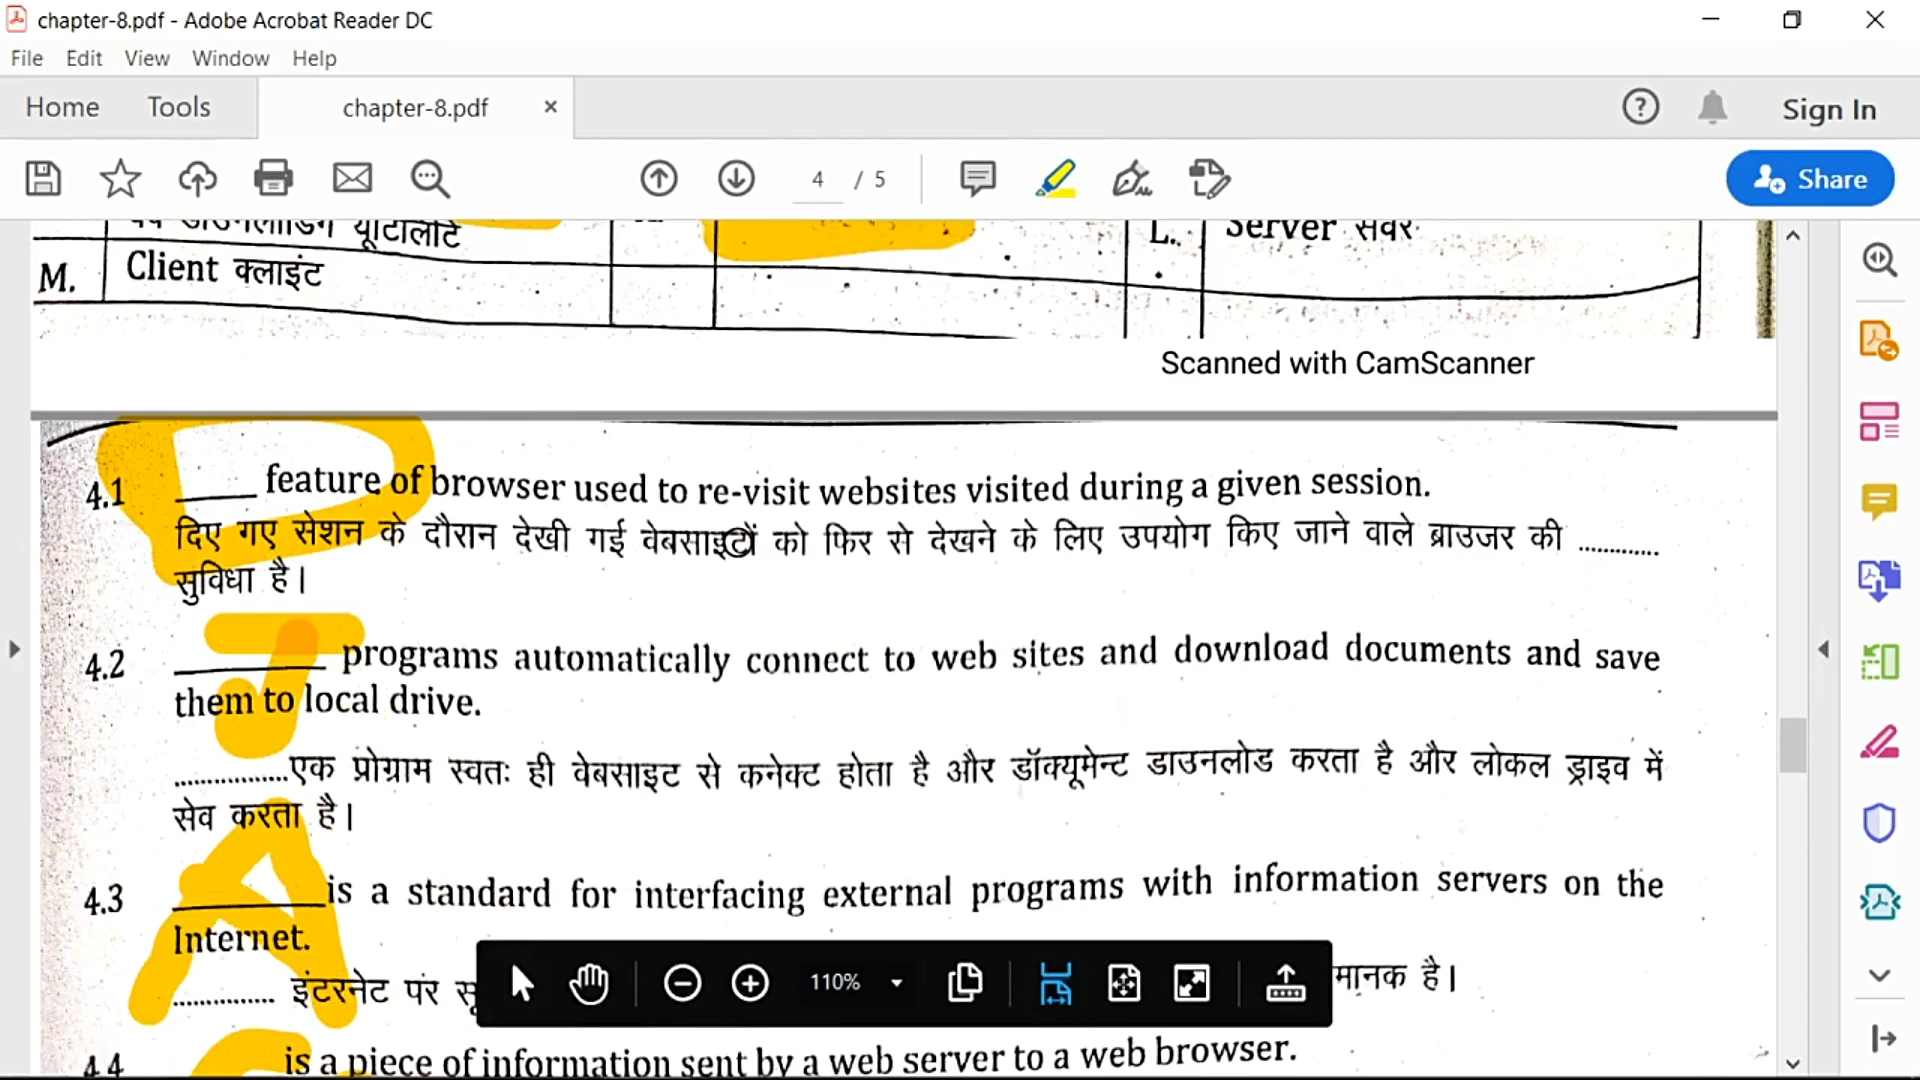 chapter-8.pdf - Adobe Acrobat Reader DC
File Edit View Window Help
Home Tools chapter-8.pdf × Sign In
4 / 5
Share
डाउनलोडिंग यूटिलिटि L. Server सर्वर
M. Client क्लाइंट
Scanned with CamScanner
4.1 ____ feature of browser used to re-visit websites visited during a given session.
दिए गए सेशन के दौरान देखी गई वेबसाइटों को फिर से देखने के लिए उपयोग किए जाने वाले ब्राउजर की ............
सुविधा है।
4.2 ________ programs automatically connect to web sites and download documents and save
them to local drive.
................एक प्रोग्राम स्वतः ही वेबसाइट से कनेक्ट होता है और डॉक्यूमेन्ट डाउनलोड करता है और लोकल ड्राइव में
सेव करता है।
4.3 ________is a standard for interfacing external programs with information servers on the
Internet.
.............. इंटरनेट पर मानक है।
110%
4.4 is a piece of information sent by a web server to a web browser.